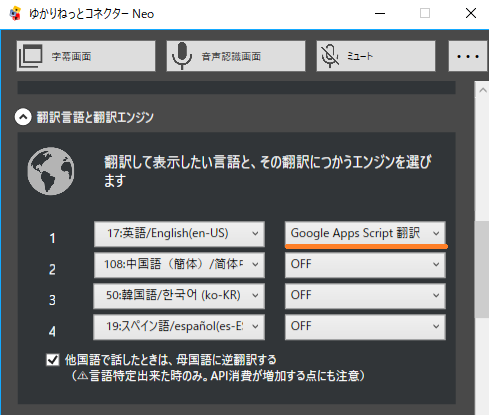 ゆかりねっとコネクター Neo
字幕画面 音声認識画面 ミュート ...
翻訳言語と翻訳エンジン
翻訳して表示したい言語と、その翻訳につかうエンジンを選び
ます
1 17:英語/English(en-US) Google Apps Script 翻訳
2 108:中国語（簡体）/简体中 OFF
3 50:韓国語/한국어 (ko-KR) OFF
4 19:スペイン語/español(es-ES OFF
他国語で話したときは、母国語に逆翻訳する
（⚠言語特定出来た時のみ。API消費が増加する点にも注意）